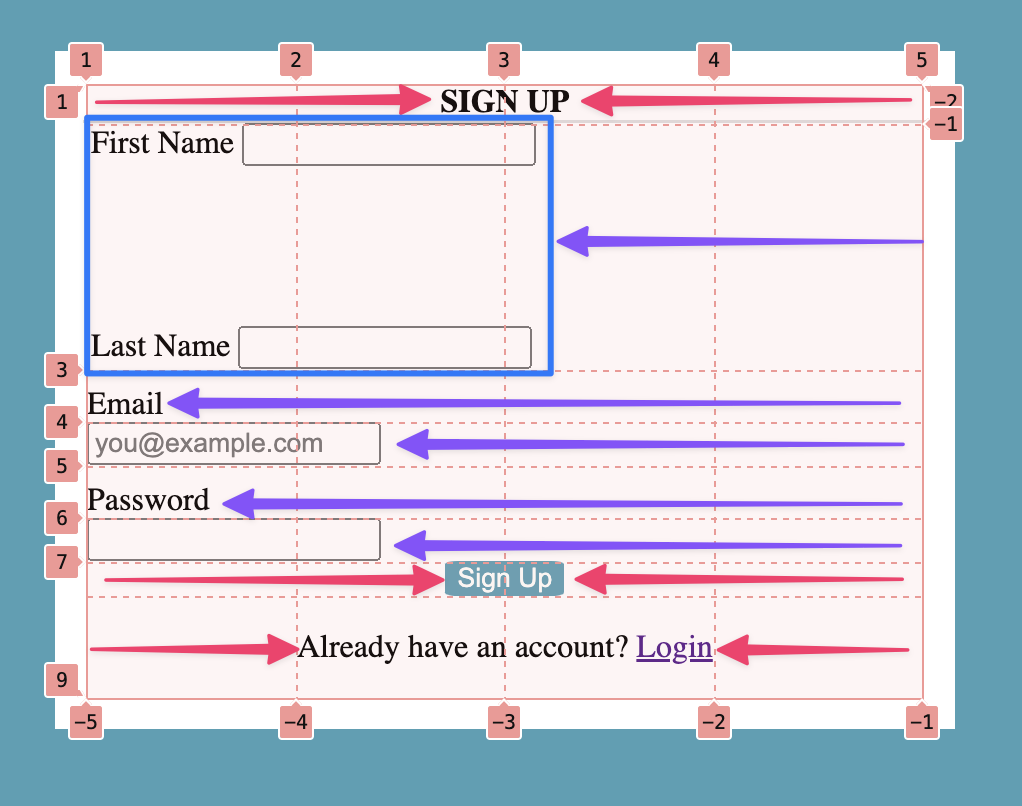 1 2 3 4 5
1 SIGN UP −2
−1
First Name
Last Name
3
Email
4
you@example.com
5
Password
6
7
Sign Up
Already have an account? Login
9
−5 −4 −3 −2 −1